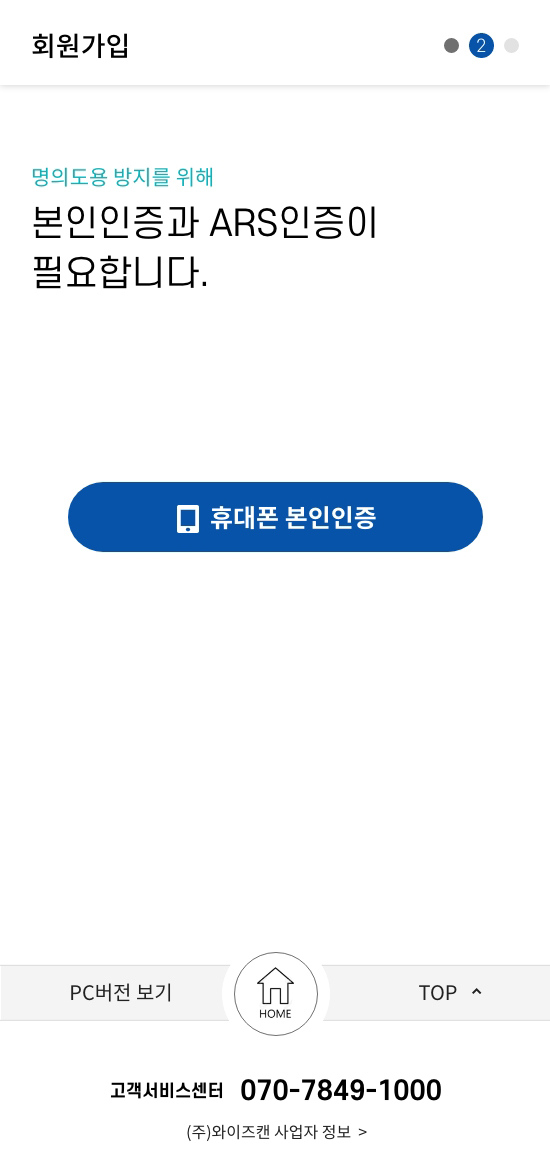 회원가입
2
명의도용 방지를 위해
본인인증과 ARS인증이
필요합니다.
휴대폰 본인인증
PC버전 보기
HOME
TOP
고객서비스센터 070-7849-1000
(주)와이즈캔 사업자 정보 >